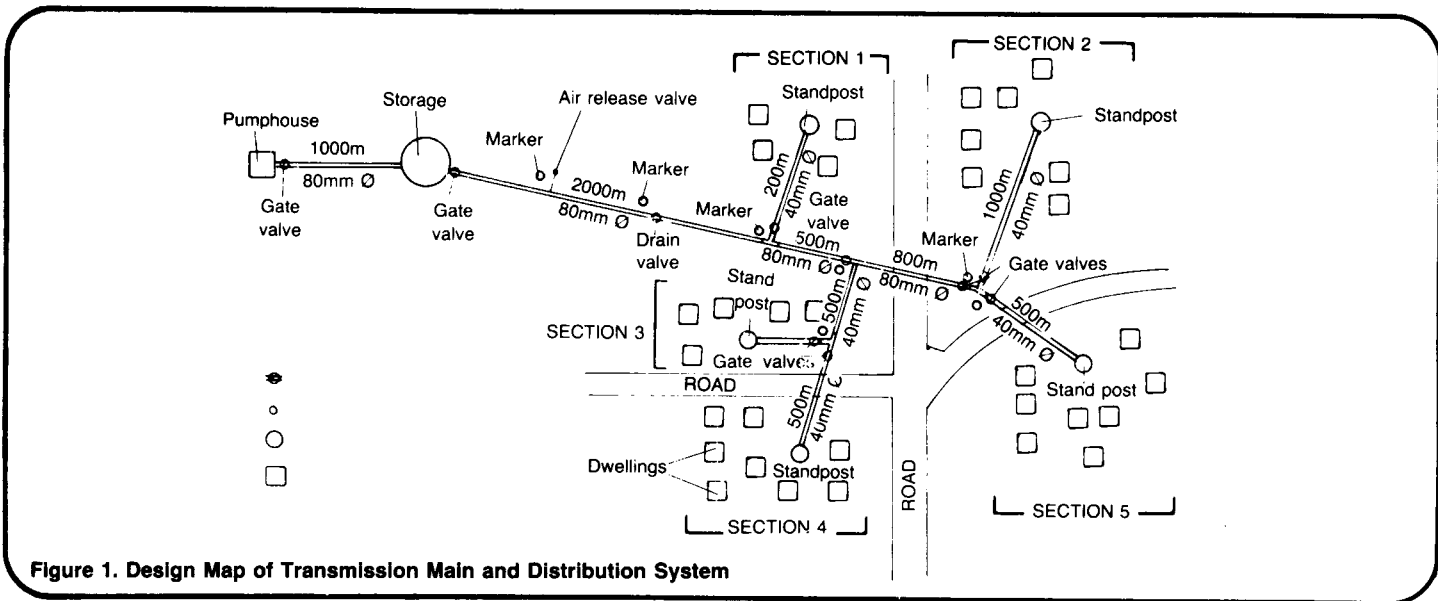 SECTION 1
SECTION 2
Storage
Air release valve
Standpost
Standpost
Pumphouse
Marker
1000m
80mm Ø
Gate
valve
Gate
valve
2000m
80mm Ø
Marker
Drain
valve
Marker
200m
40mm Ø
Gate
valve
500m
80mm Ø
800m
80mm Ø
Marker
1000m
40mm Ø
Gate valves
500m
40mm Ø
Stand
post
500m
40mm Ø
SECTION 3
Gate valves
ROAD
Stand post
500m
40mm
Dwellings
Standpost
ROAD
SECTION 4
SECTION 5
Figure 1. Design Map of Transmission Main and Distribution System